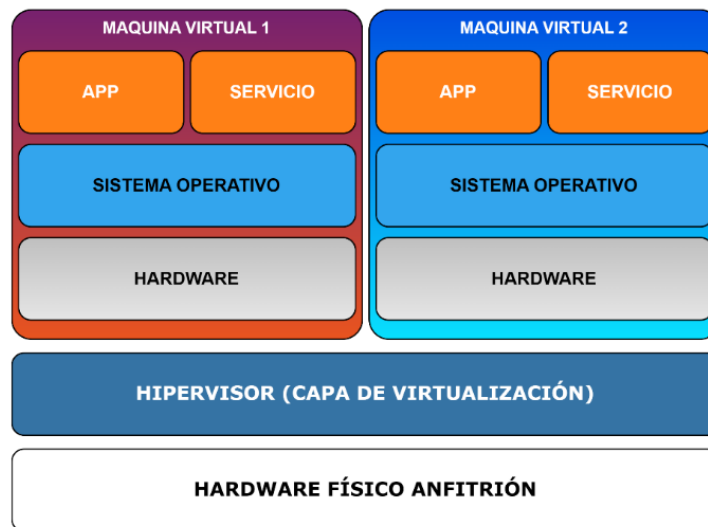 MAQUINA VIRTUAL 1
MAQUINA VIRTUAL 2
APP
SERVICIO
APP
SERVICIO
SISTEMA OPERATIVO
SISTEMA OPERATIVO
HARDWARE
HARDWARE
HIPERVISOR (CAPA DE VIRTUALIZACIÓN)
HARDWARE FÍSICO ANFITRIÓN